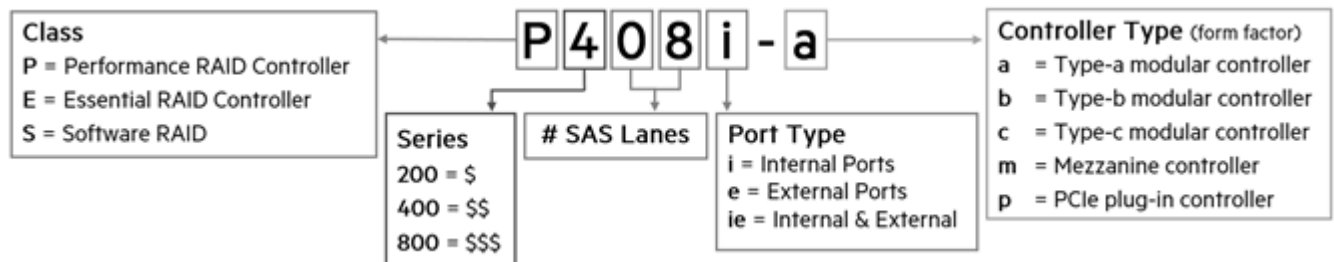 P408i-a
Class
P = Performance RAID Controller
E = Essential RAID Controller
S = Software RAID
Series
200 = $
400 = $$
800 = $$$
# SAS Lanes
Port Type
i = Internal Ports
e = External Ports
ie = Internal & External
Controller Type (form factor)
a = Type-a modular controller
b = Type-b modular controller
c = Type-c modular controller
m = Mezzanine controller
p = PCIe plug-in controller